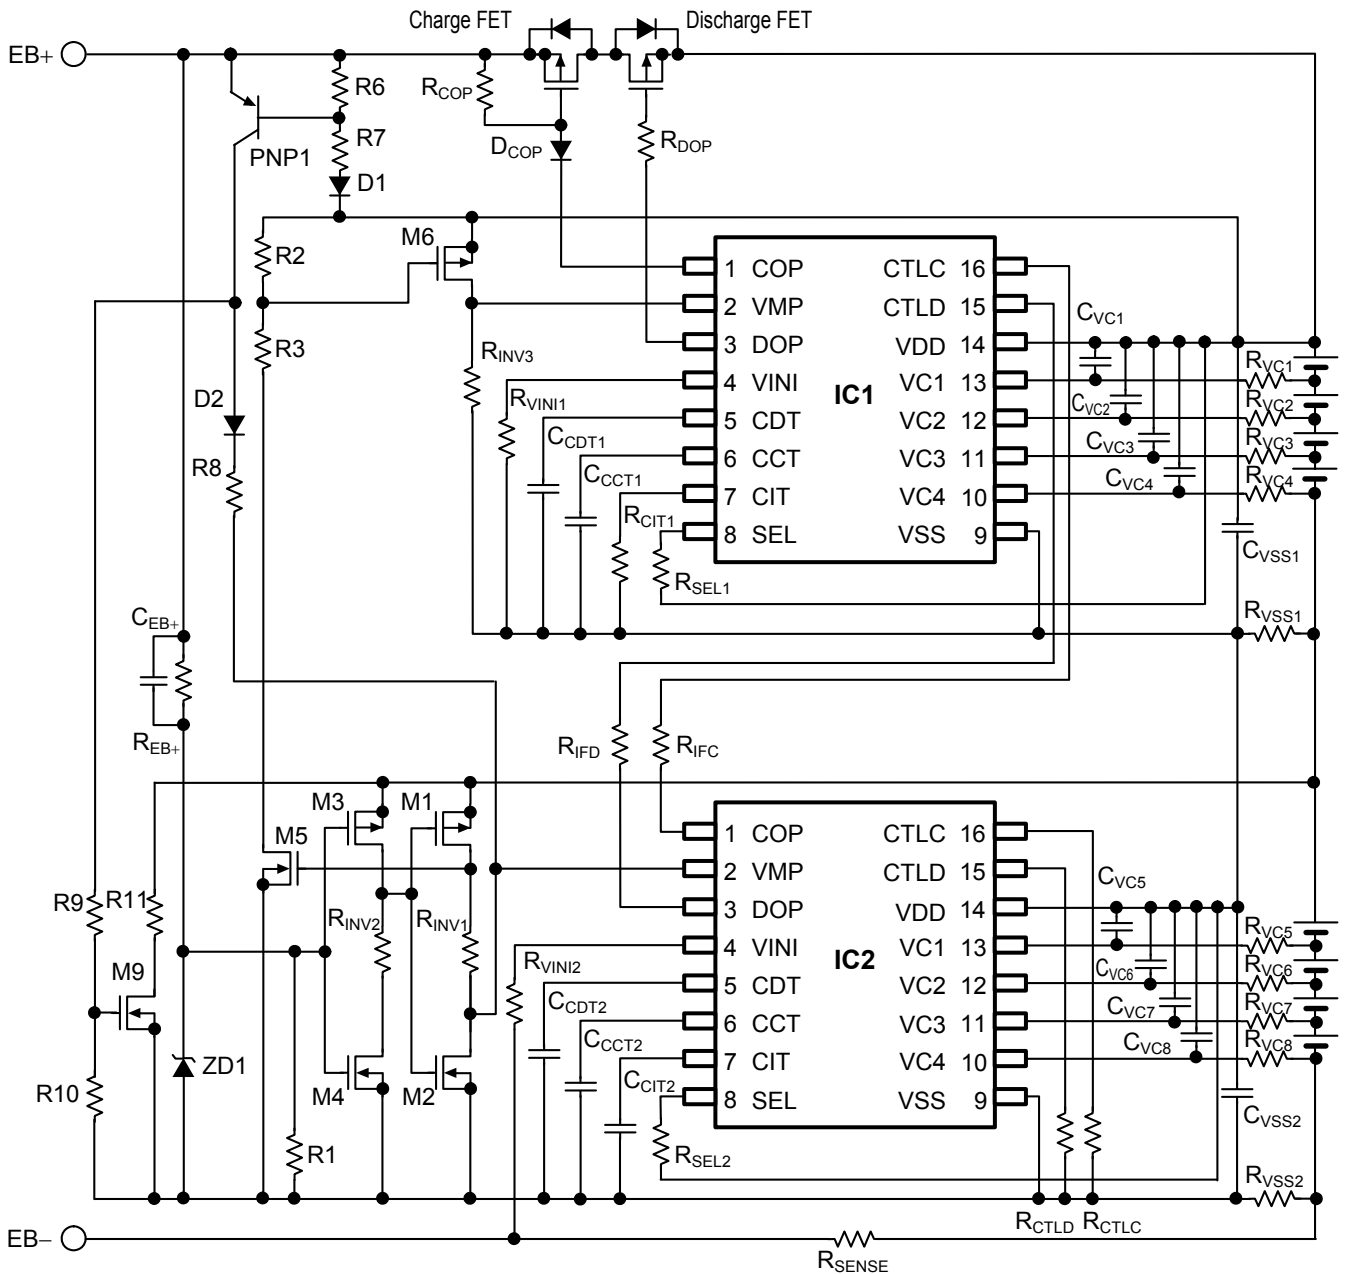 Charge FET
Discharge FET
EB+
R6
RCOP
R7
PNP1
DCOP
RDOP
D1
M6
R2
1 COP
CTLC 16
2 VMP
CTLD 15
CVC1
R3
RINV3
3 DOP
VDD 14
RVC1
4 VINI
IC1
VC1 13
D2
RVINI1
CVC2
RVC2
5 CDT
VC2 12
CCDT1
CVC3
RVC3
R8
6 CCT
VC3 11
CCCT1
CVC4
RVC4
7 CIT
VC4 10
RCIT1
8 SEL
VSS 9
CVSS1
RSEL1
RVSS1
CEB+
REB+
RIFD
RIFC
M3
M1
M5
1 COP
CTLC 16
2 VMP
CTLD 15
CVC5
R9
R11
RINV2
RINV1
3 DOP
VDD 14
RVC5
4 VINI
IC2
VC1 13
M9
RVINI2
CVC6
RVC6
5 CDT
VC2 12
CCDT2
CVC7
RVC7
6 CCT
VC3 11
CCCT2
CVC8
RVC8
ZD1
7 CIT
VC4 10
R10
M4
M2
CCIT2
8 SEL
VSS 9
CVSS2
R1
RSEL2
RVSS2
RCTLD
RCTLC
EB−
RSENSE